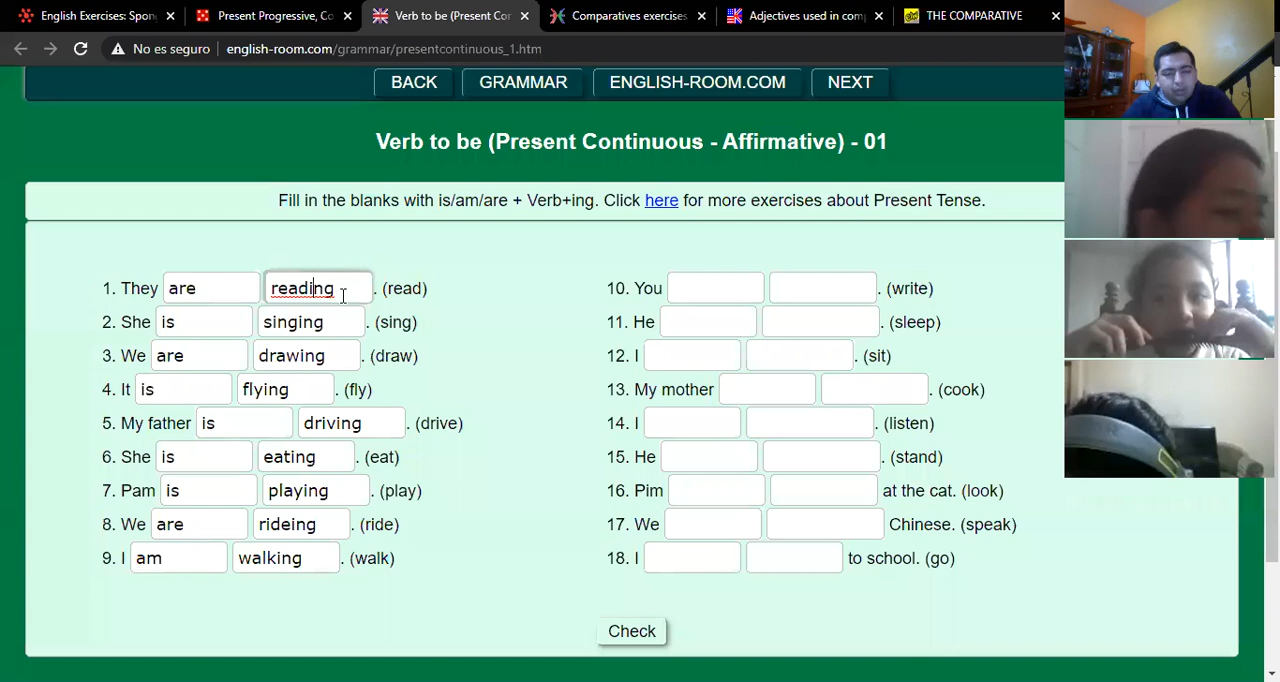 English Exercises: Spon
Present Progressive, Co
Verb to be (Present Cor
Comparatives exercises
Adjectives used in com
THE COMPARATIVE
No es seguro
english-room.com/grammar/presentcontinuous_1.htm
BACK
GRAMMAR
ENGLISH-ROOM.COM
NEXT
Verb to be (Present Continuous - Affirmative) - 01
Fill in the blanks with is/am/are + Verb+ing. Click here for more exercises about Present Tense.
1. They are reading . (read)
2. She is singing . (sing)
3. We are drawing . (draw)
4. It is flying . (fly)
5. My father is driving . (drive)
6. She is eating . (eat)
7. Pam is playing . (play)
8. We are rideing . (ride)
9. I am walking . (walk)
10. You . (write)
11. He . (sleep)
12. I . (sit)
13. My mother . (cook)
14. I . (listen)
15. He . (stand)
16. Pim at the cat. (look)
17. We Chinese. (speak)
18. I to school. (go)
Check